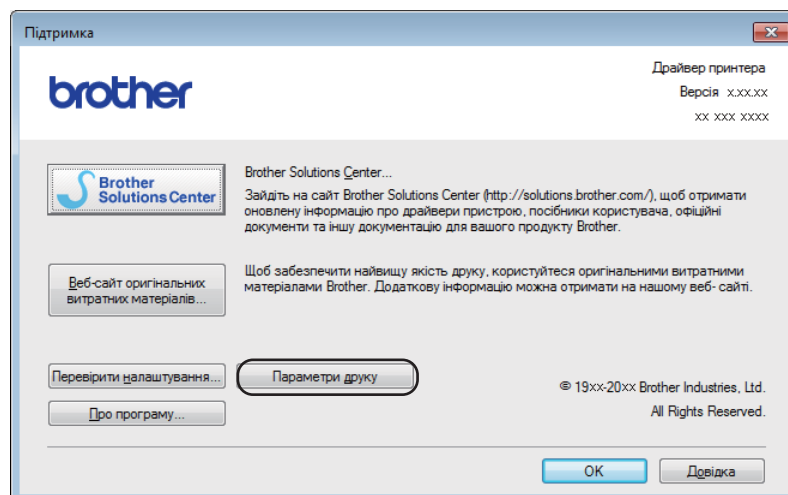 Підтримка
brother
Драйвер принтера
Версія x.xx.xx
xx xxx xxxx
Brother
Solutions Center
Brother Solutions Center...
Зайдіть на сайт Brother Solutions Center (http://solutions.brother.com/), щоб отримати
оновлену інформацію про драйвери пристрою, посібники користувача, офіційні
документи та іншу документацію для вашого продукту Brother.
Веб-сайт оригінальних
витратних матеріалів...
Щоб забезпечити найвищу якість друку, користуйтеся оригінальними витратними
матеріалами Brother. Додаткову інформацію можна отримати на нашому веб- сайті.
Перевірити налаштування...
Параметри друку
Про програму...
© 19xx-20xx Brother Industries, Ltd.
All Rights Reserved.
OK
Довідка